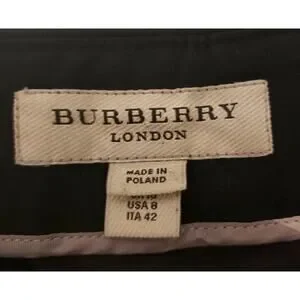 BURBERRY
LONDON
MADE IN
POLAND
USA 8
ITA 42